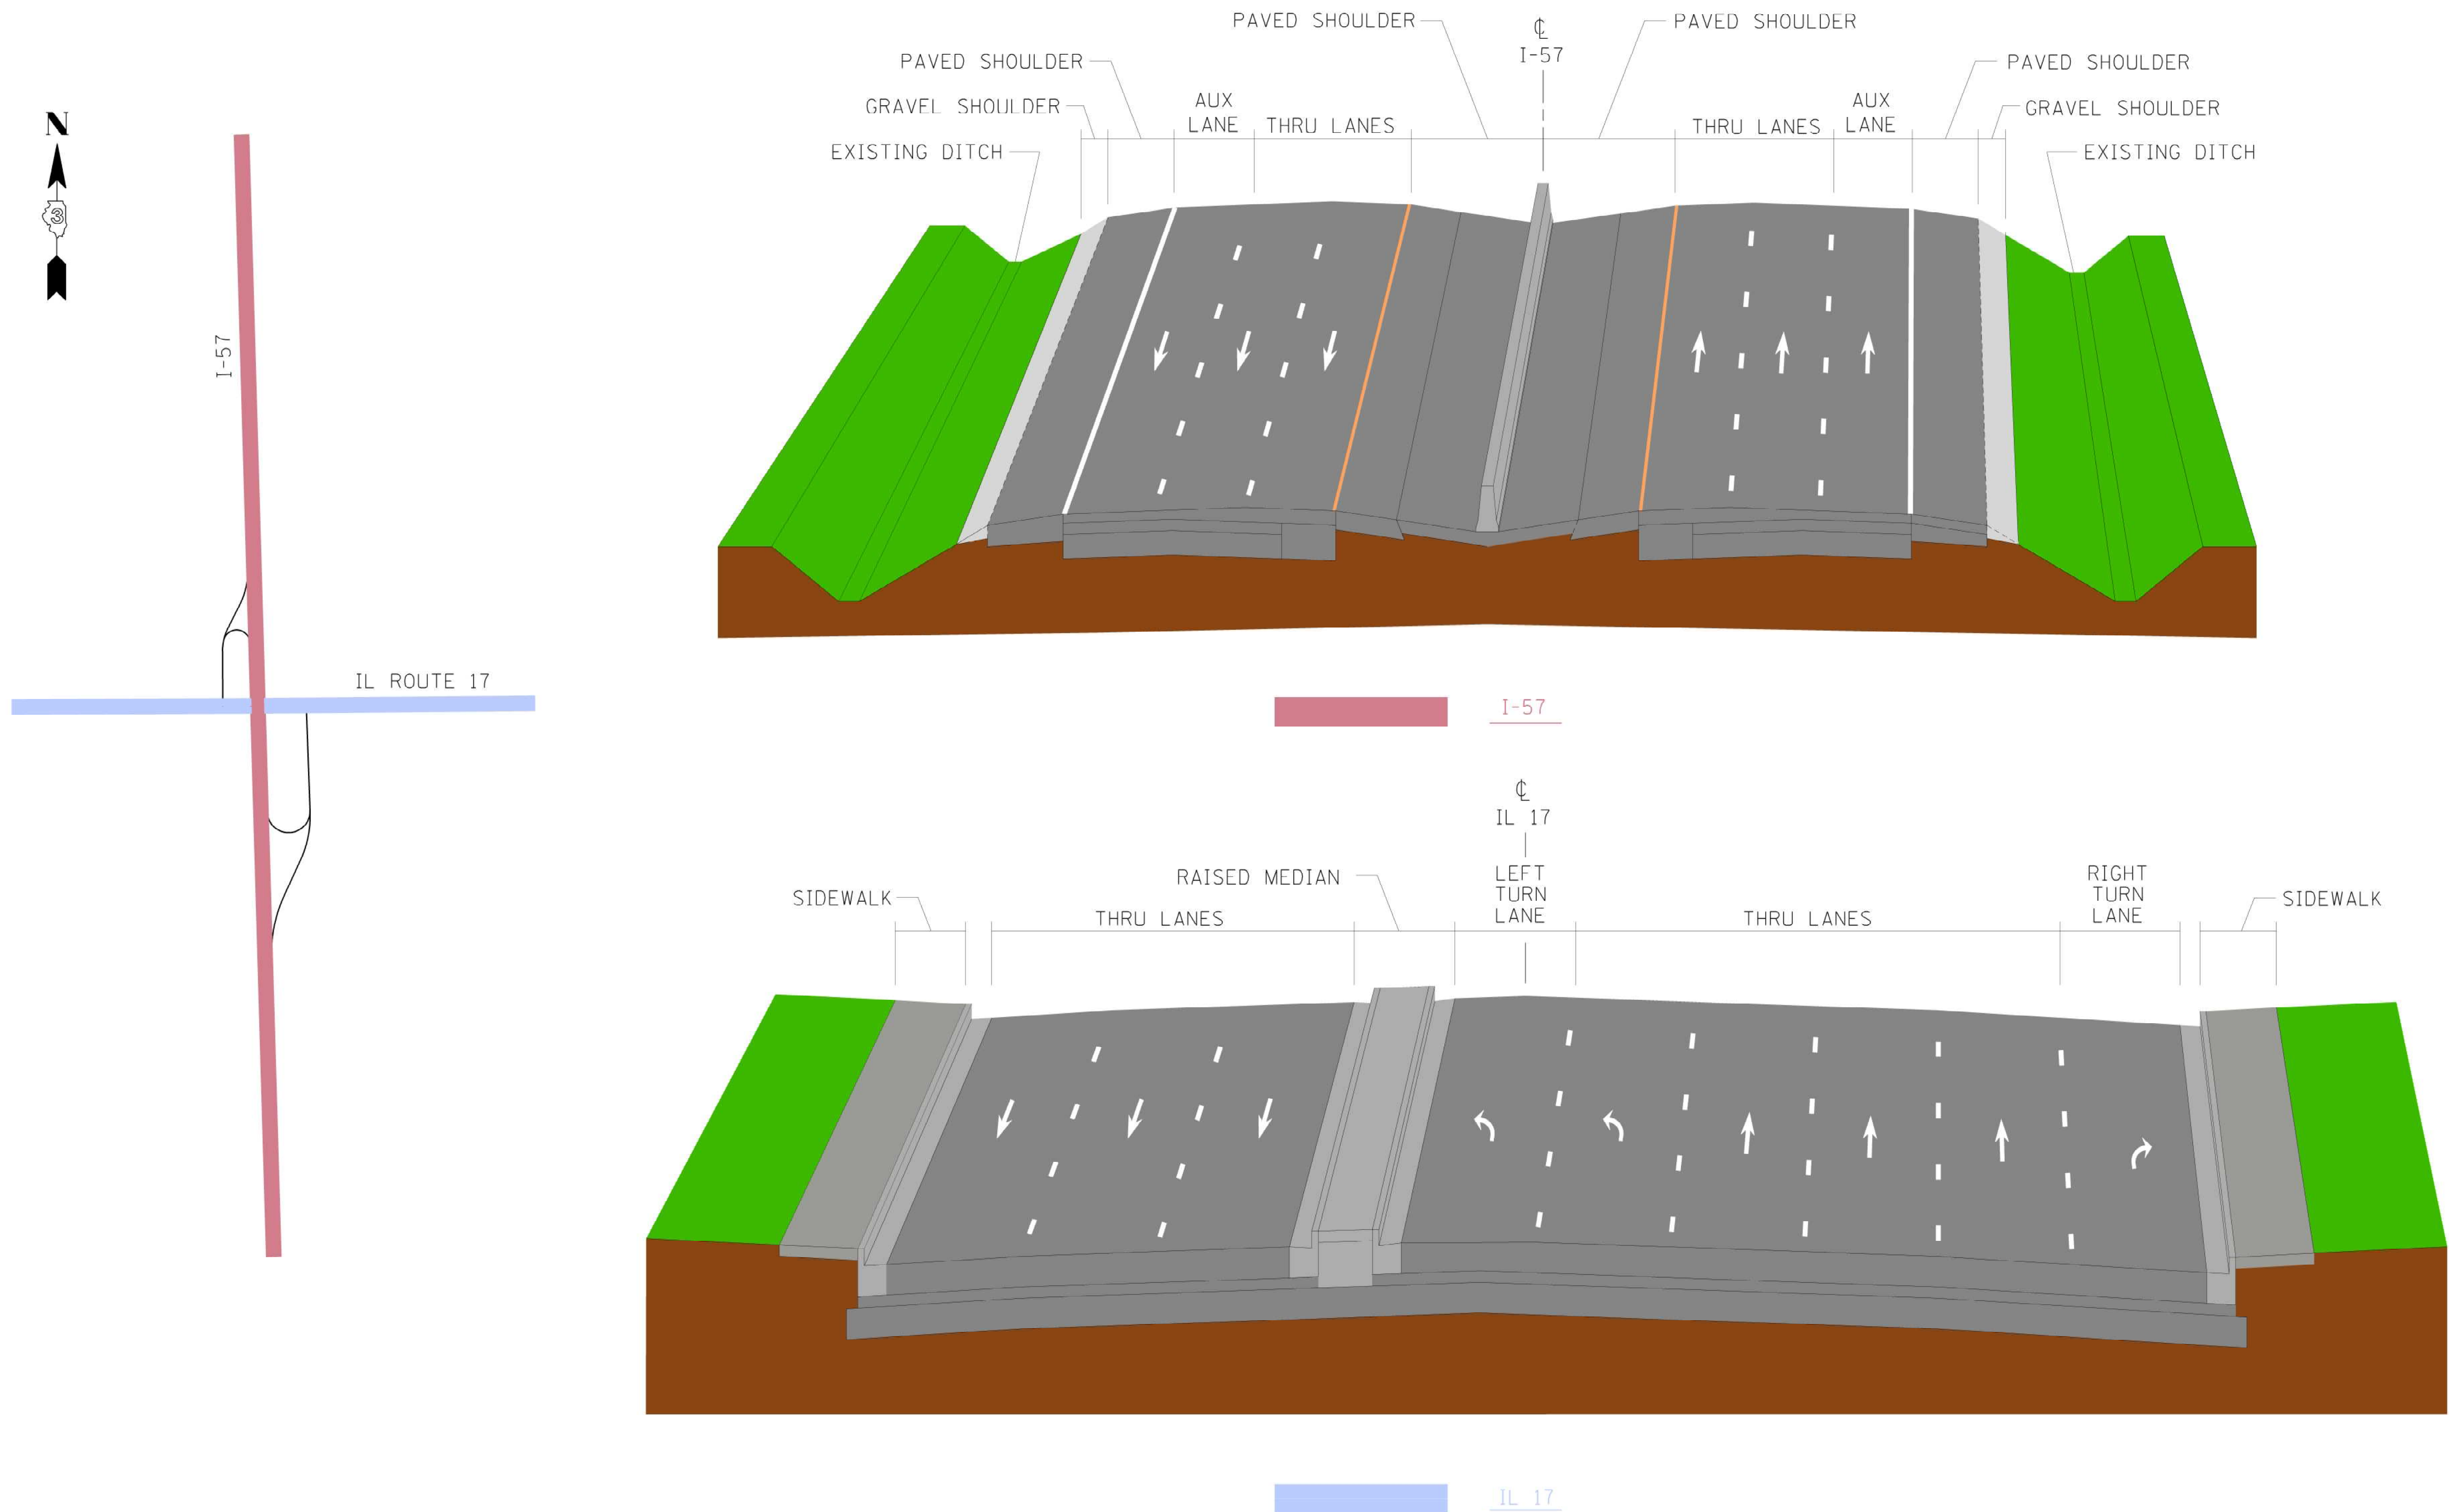 N
3
I-57
IL ROUTE 17
PAVED SHOULDER
℄
I-57
PAVED SHOULDER
PAVED SHOULDER
PAVED SHOULDER
GRAVEL SHOULDER
AUX
LANE
THRU LANES
THRU LANES
AUX
LANE
GRAVEL SHOULDER
EXISTING DITCH
EXISTING DITCH
I-57
℄
IL 17
SIDEWALK
THRU LANES
RAISED MEDIAN
LEFT
TURN
LANE
THRU LANES
RIGHT
TURN
LANE
SIDEWALK
IL 17